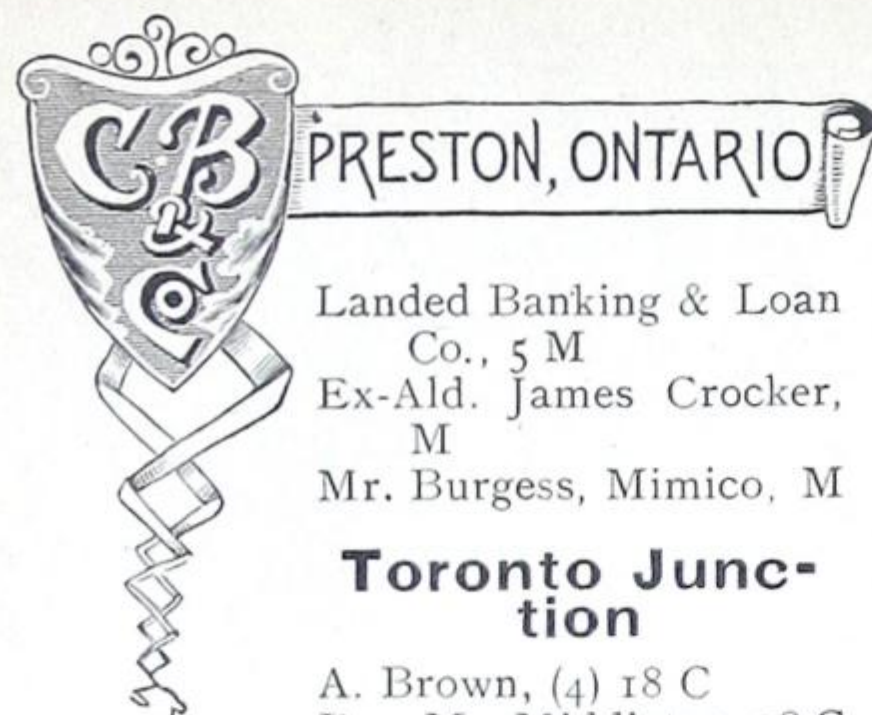 CB
& Co
PRESTON, ONTARIO
Landed Banking & Loan
Co., 5 M
Ex-Ald. James Crocker,
M
Mr. Burgess, Mimico, M
Toronto Junc-
tion
A. Brown, (4) 18 C